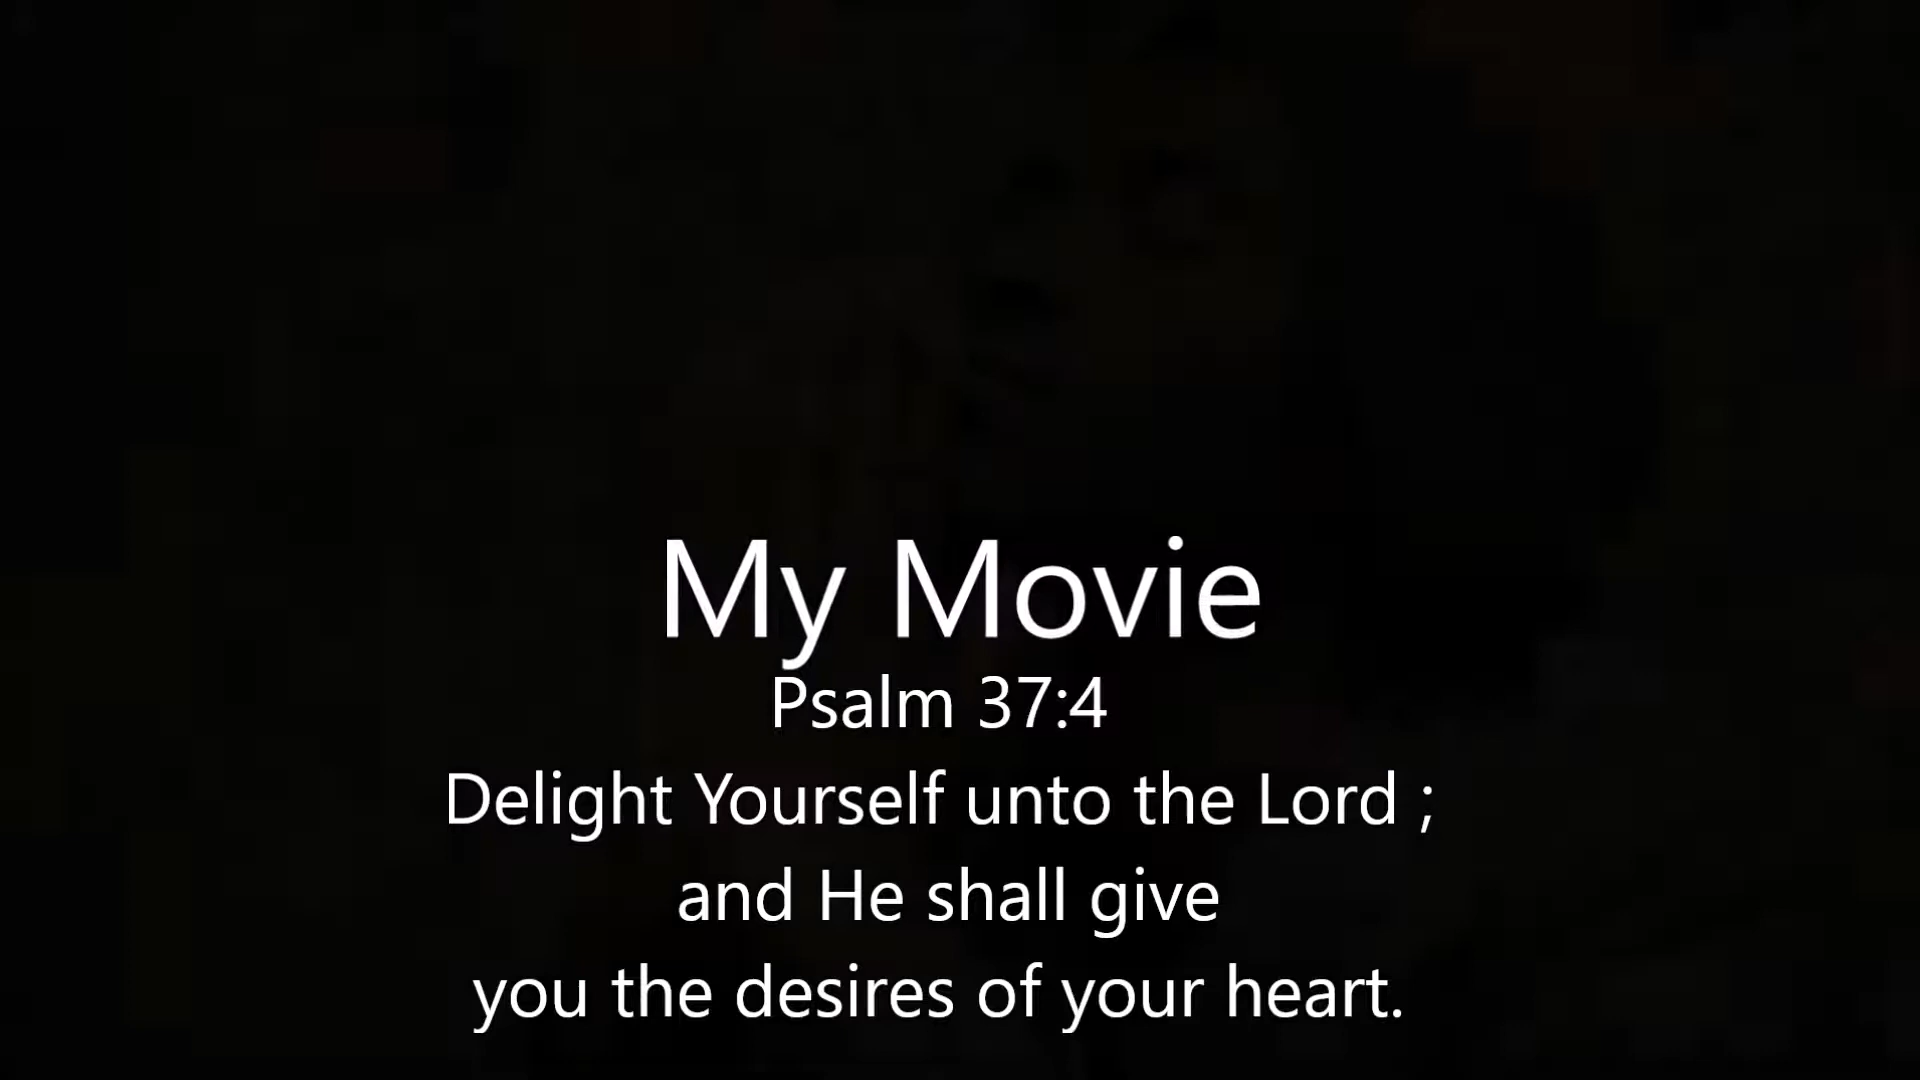 My Movie
Psalm 37:4
Delight Yourself unto the Lord ;
and He shall give
you the desires of your heart.